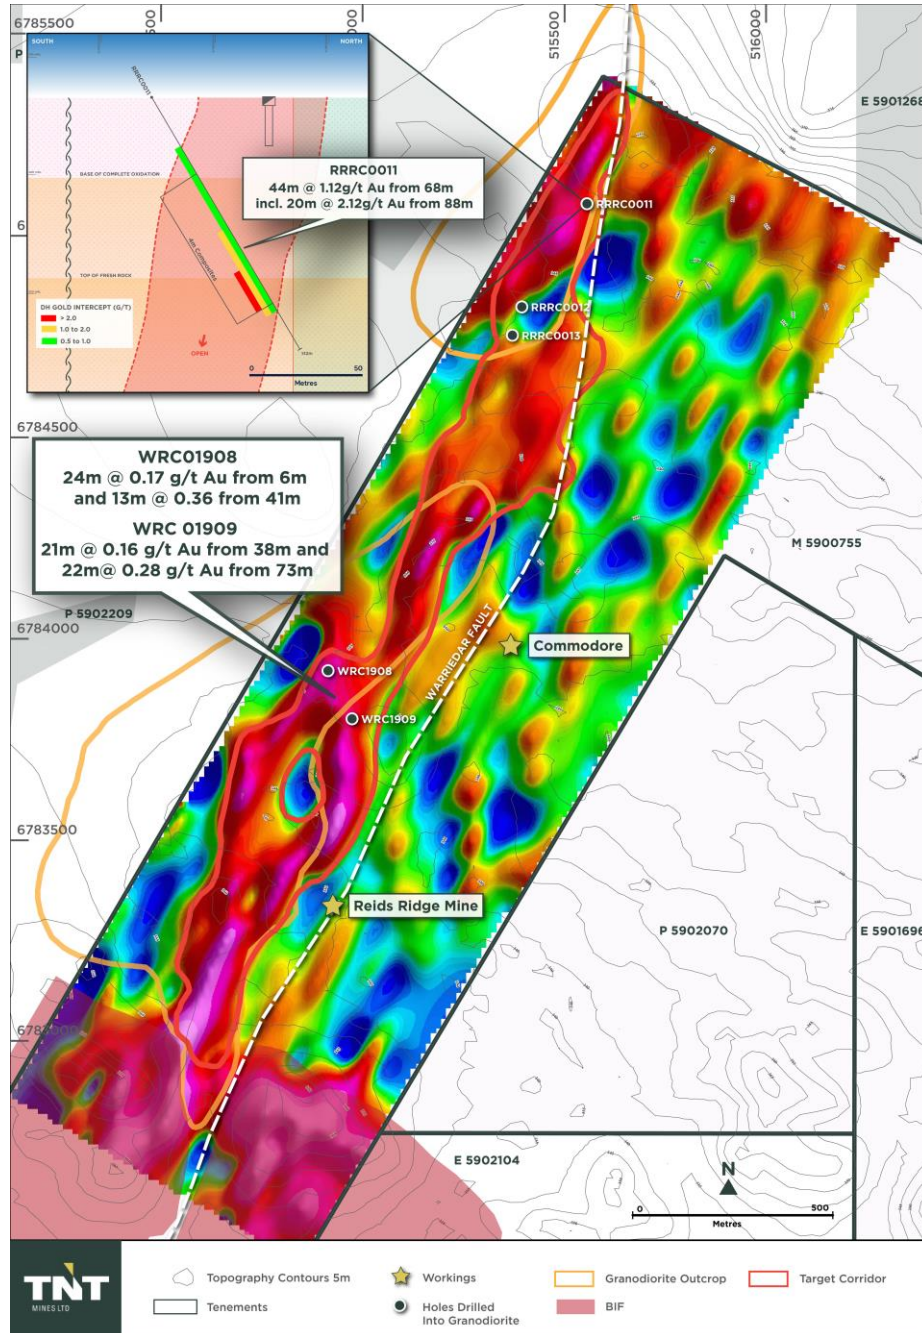 6785500
515500
516000
P
SOUTH
NORTH
RRRC0011
BASE OF COMPLETE OXIDATION
4m Composites
TOP OF FRESH ROCK
DH GOLD INTERCEPT (G/T)
> 2.0
1.0 to 2.0
0.5 to 1.0
OPEN
0 50
Metres
RRRC0011
44m @ 1.12g/t Au from 68m
incl. 20m @ 2.12g/t Au from 88m
E 5901268
RRRC0011
RRRC0012
RRRC0013
6784500
WRC01908
24m @ 0.17 g/t Au from 6m
and 13m @ 0.36 from 41m
WRC 01909
21m @ 0.16 g/t Au from 38m and
22m@ 0.28 g/t Au from 73m
M 5900755
P 5902209
6784000
WARRIEDAR FAULT
Commodore
WRC1908
WRC1909
6783500
Reids Ridge Mine
P 5902070
E 5901696
6783000
E 5902104
N
0 500
Metres
TNT
MINES LTD
Topography Contours 5m
Workings
Granodiorite Outcrop
Target Corridor
Tenements
Holes Drilled
Into Granodiorite
BIF